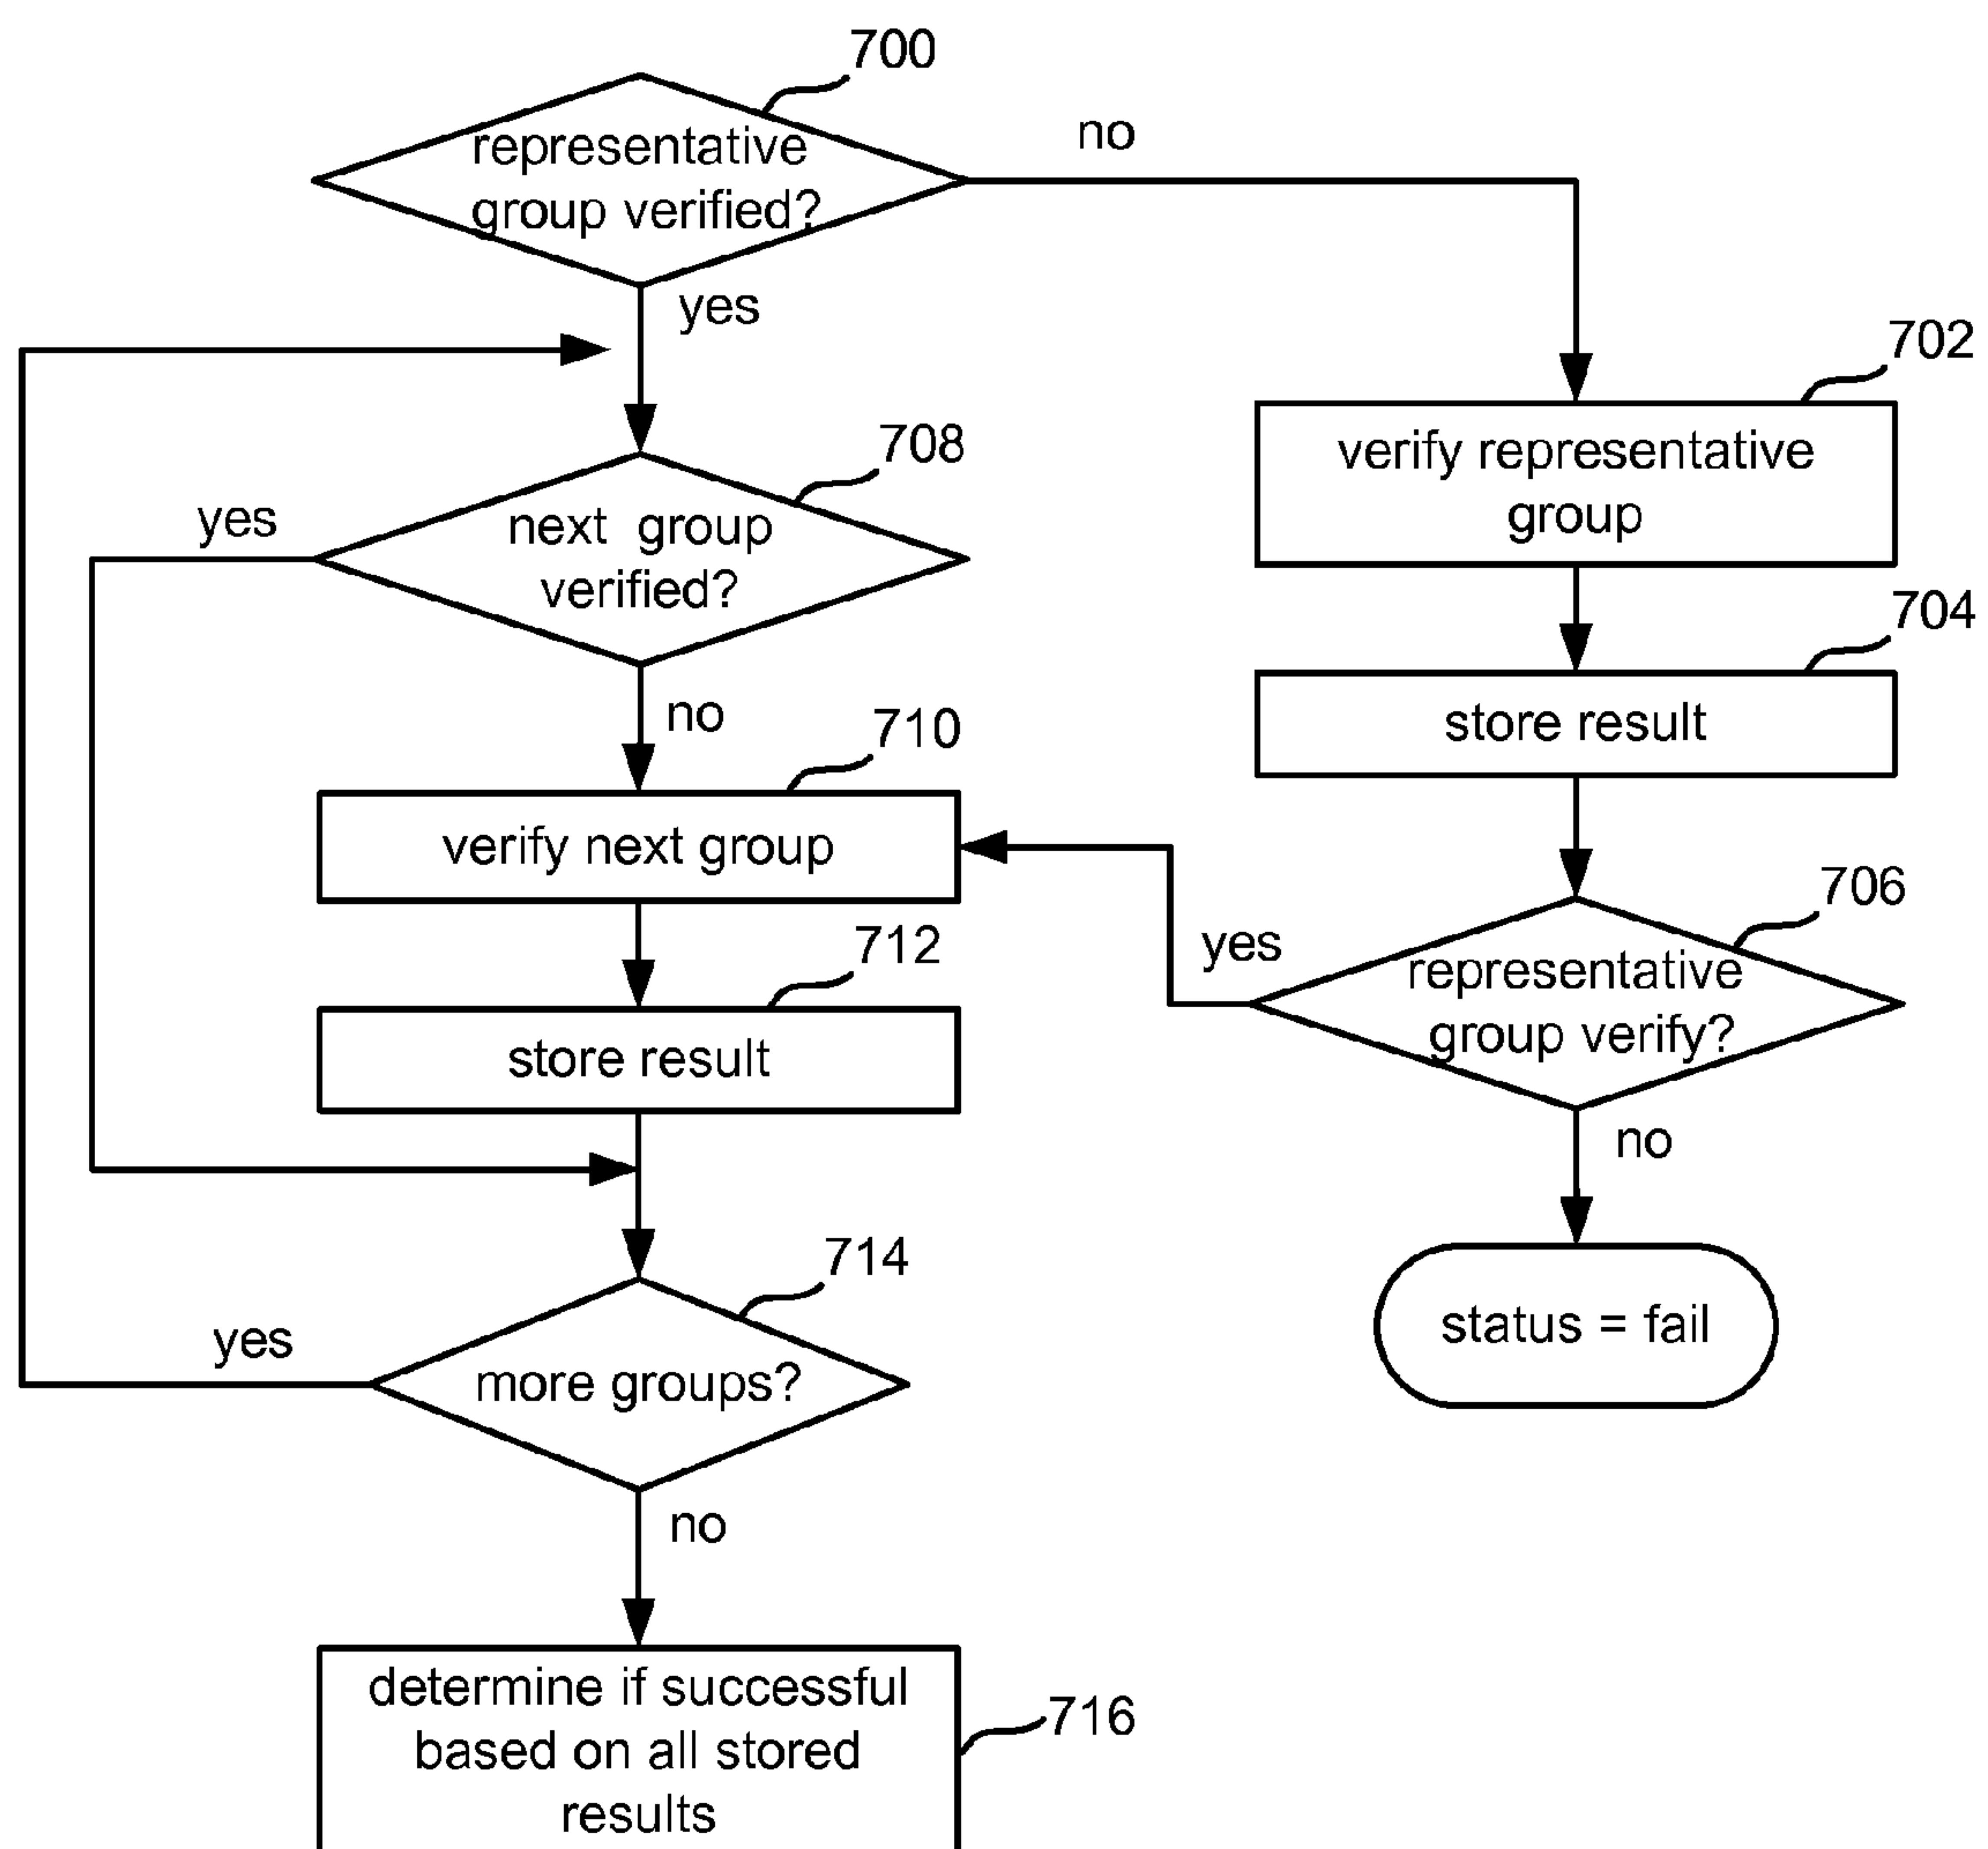 700
representative
group verified?
no
yes
702
verify representative
group
708
next group
verified?
yes
704
store result
no
710
verify next group
706
representative
group verify?
yes
712
store result
no
status = fail
714
more groups?
yes
no
determine if successful
based on all stored
results
716